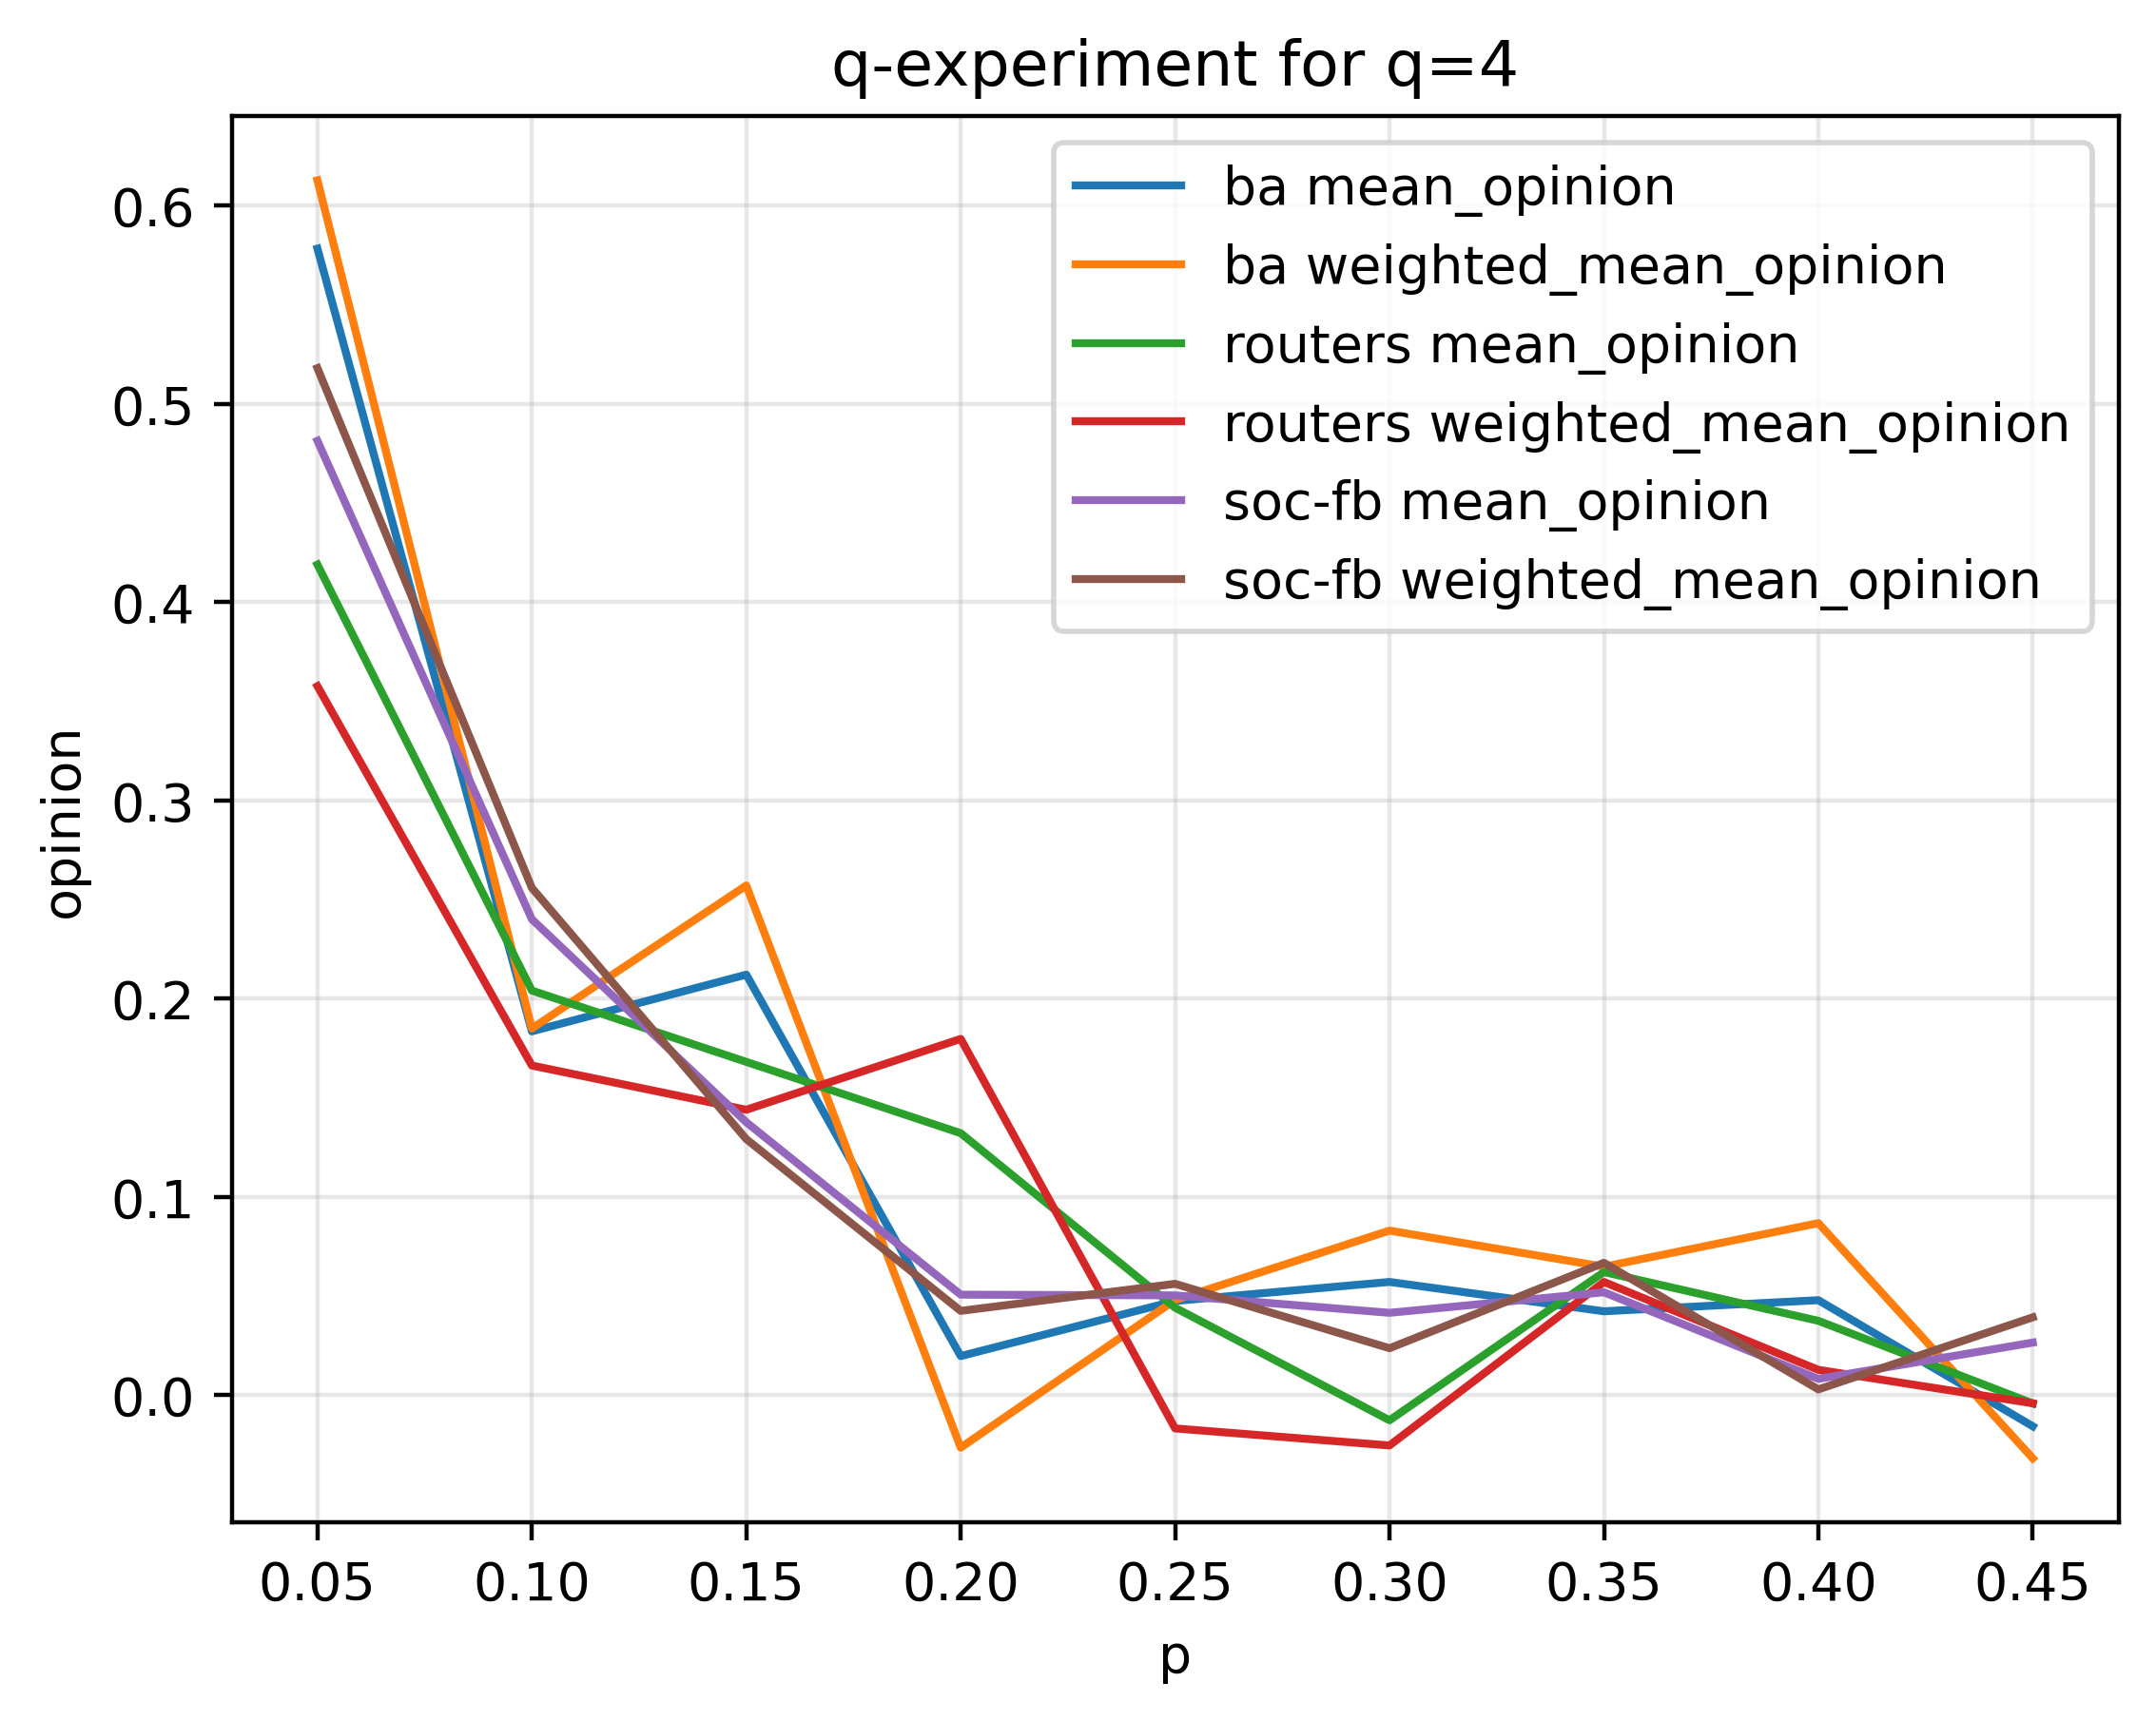 q-experiment for q=4
ba mean_opinion
ba weighted_mean_opinion
routers mean_opinion
routers weighted_mean_opinion
soc-fb mean_opinion
soc-fb weighted_mean_opinion
opinion
0.6
0.5
0.4
0.3
0.2
0.1
0.0
0.05 0.10 0.15 0.20 0.25 0.30 0.35 0.40 0.45
p